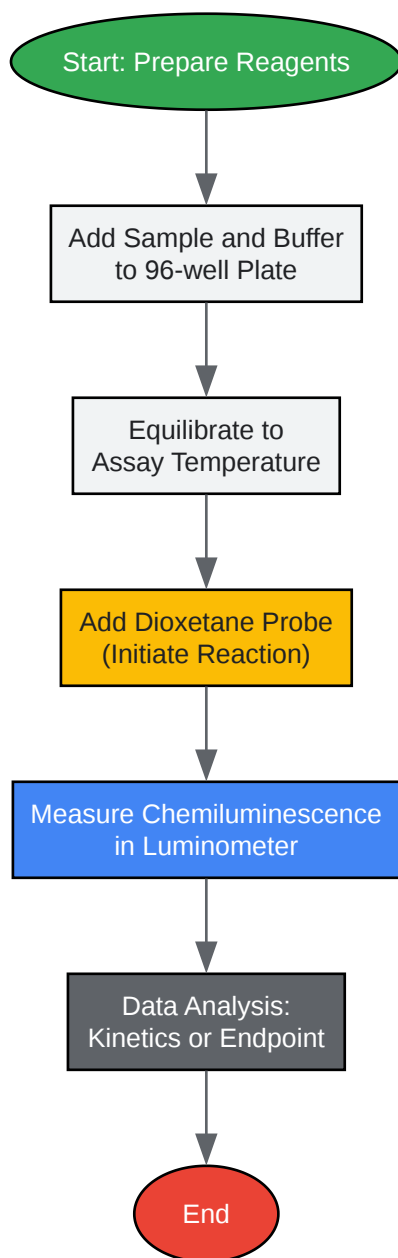 Start: Prepare Reagents
Add Sample and Buffer
to 96-well Plate
Equilibrate to
Assay Temperature
Add Dioxetane Probe
(Initiate Reaction)
Measure Chemiluminescence
in Luminometer
Data Analysis:
Kinetics or Endpoint
End